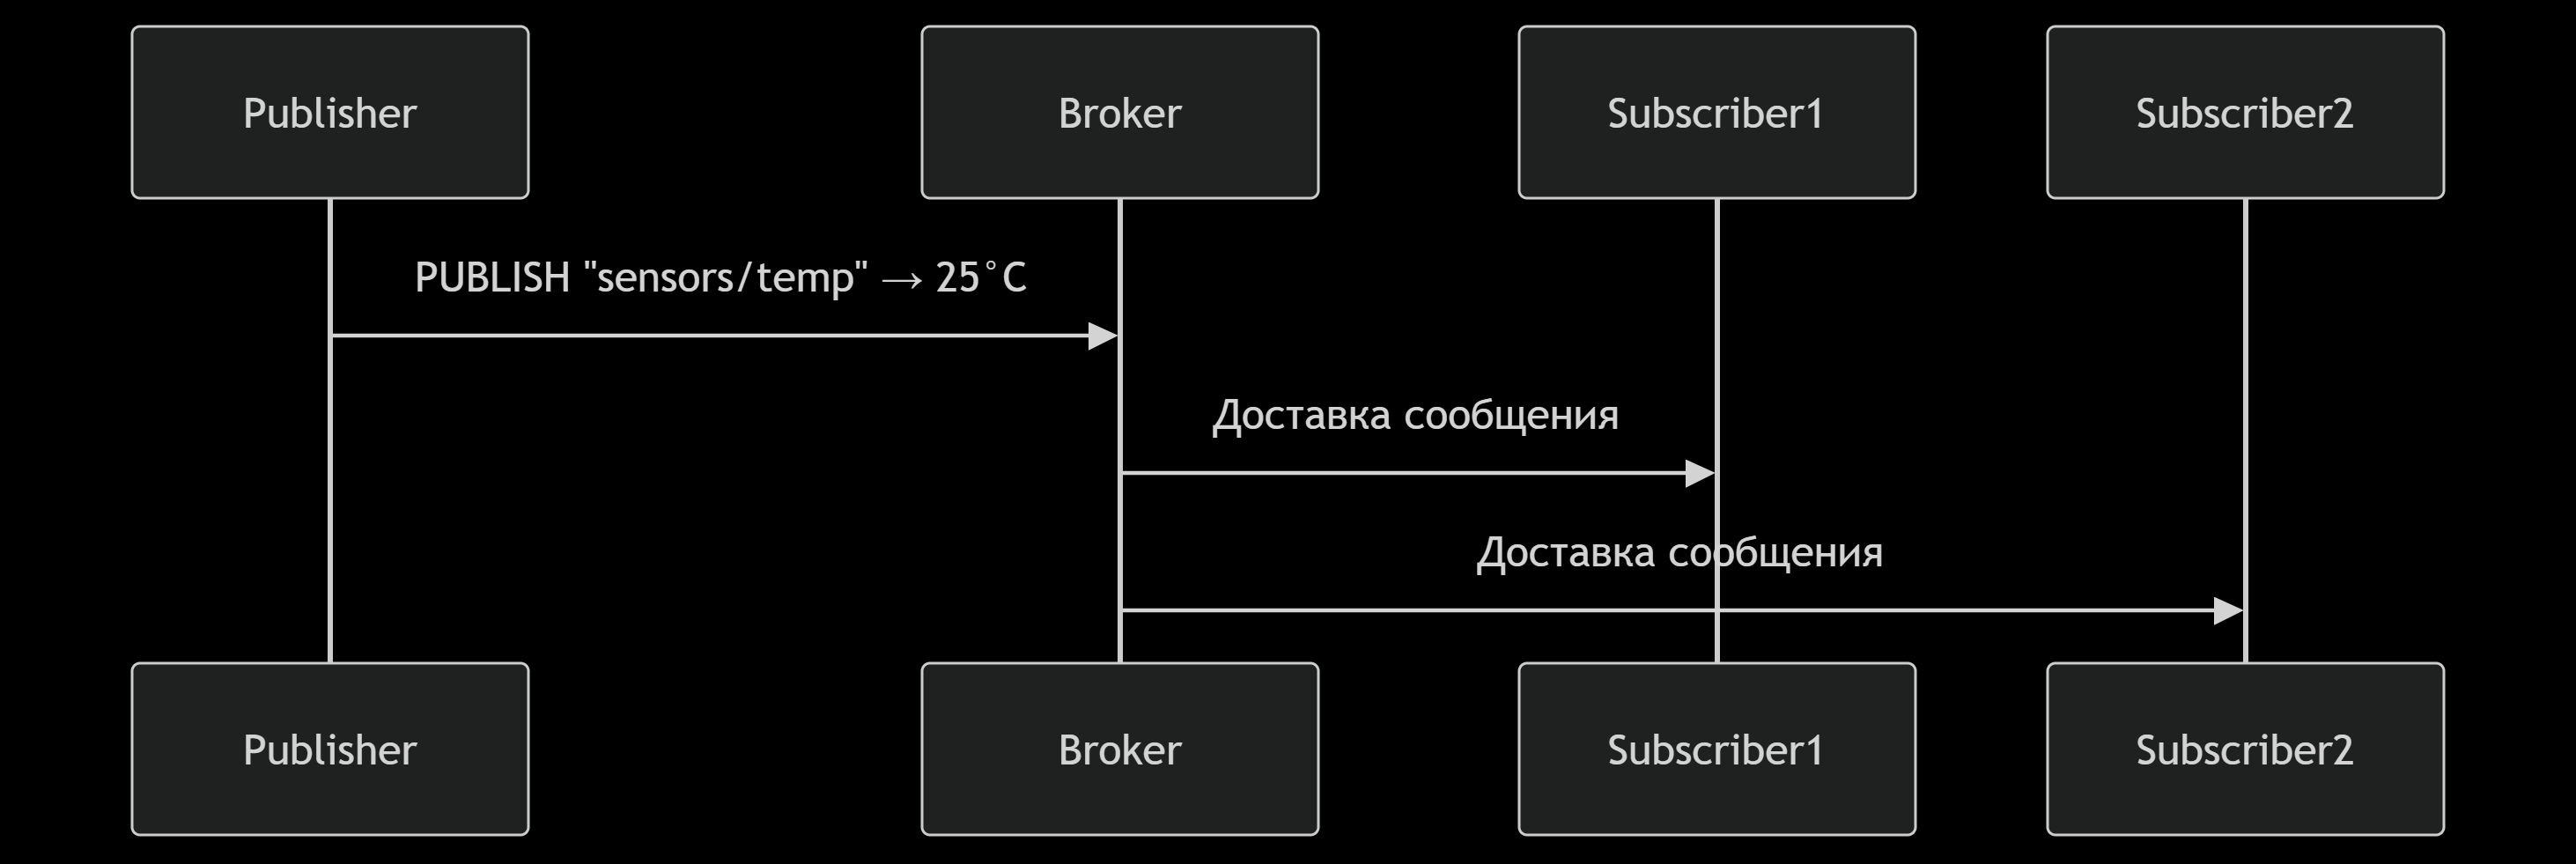 Publisher
Broker
Subscriber1
Subscriber2
PUBLISH "sensors/temp" → 25°C
Доставка сообщения
Доставка сообщения
Publisher
Broker
Subscriber1
Subscriber2